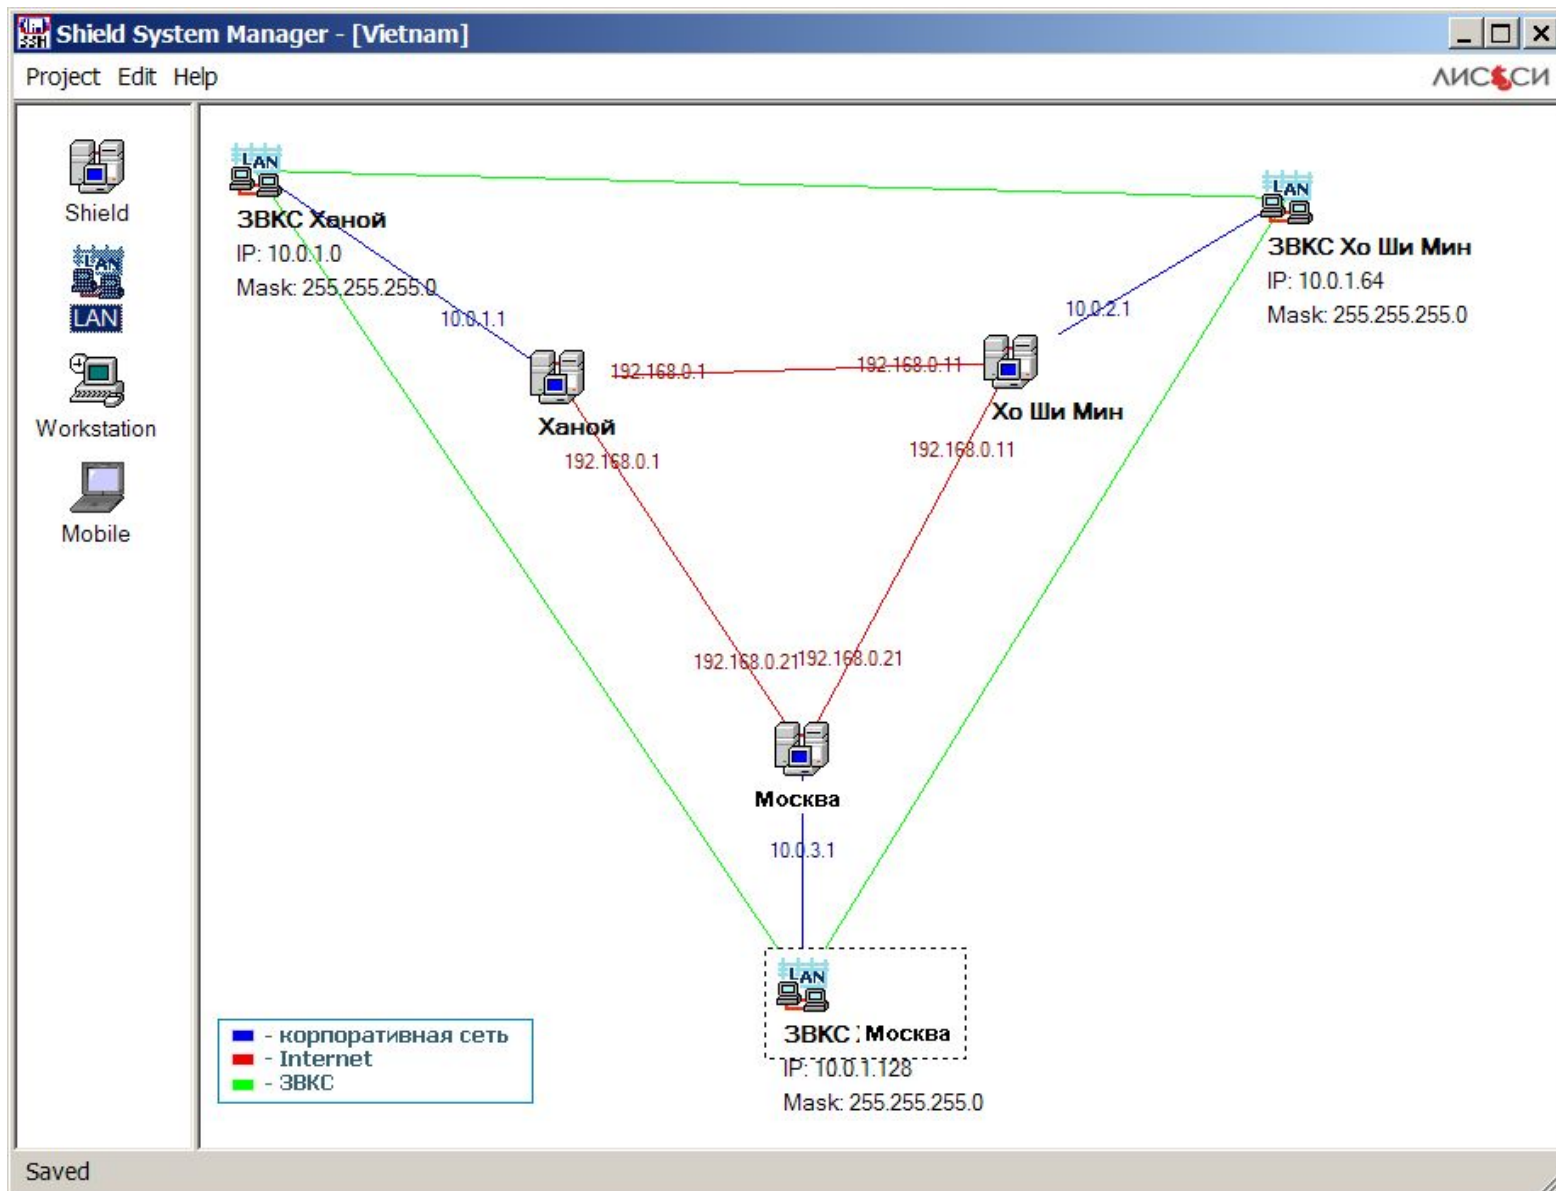 Shield System Manager - [Vietnam]
Project Edit Help
ЛИССИ
Shield
LAN
Workstation
Mobile
LAN
ЗВКС Ханой
IP: 10.0.1.0
Mask: 255.255.255.0
10.0.1.1
LAN
ЗВКС Хо Ши Мин
IP: 10.0.1.64
Mask: 255.255.255.0
10.0.2.1
192.168.0.1
192.168.0.11
Ханой
Хо Ши Мин
192.168.0.1
192.168.0.11
192.168.0.21
192.168.0.21
Москва
10.0.3.1
LAN
ЗВКС Москва
IP: 10.0.1.128
Mask: 255.255.255.0
- корпоративная сеть
- Internet
- ЗВКС
Saved